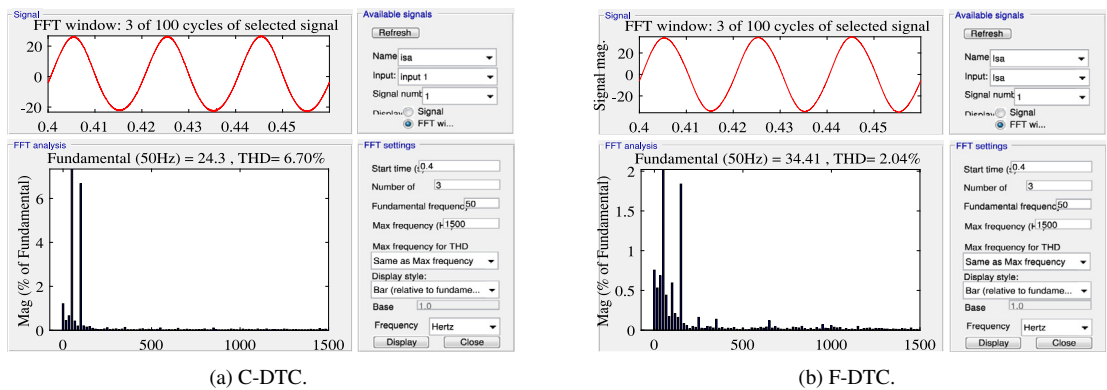 Signal
FFT window: 3 of 100 cycles of selected signal
20
0
-20
0.4 0.41 0.42 0.43 0.44 0.45
FFT analysis
Fundamental (50Hz) = 24.3 , THD= 6.70%
Mag (% of Fundamental)
6
4
2
0
0 500 1000 1500
Available signals
Refresh
Name isa
Input: input 1
Signal numb 1
Display Signal
FFT wi...
FFT settings
Start time ( 0.4
Number of 3
Fundamental frequenc 50
Max frequency (H 1500
Max frequency for THD
Same as Max frequency
Display style:
Bar (relative to fundame...
Base 1.0
Frequency Hertz
Display Close
(a) C-DTC.
Signal
FFT window: 3 of 100 cycles of selected signal
Signal mag.
20
0
-20
0.4 0.41 0.42 0.43 0.44 0.45
FFT analysis
Fundamental (50Hz) = 34.41 , THD= 2.04%
Mag (% of Fundamental)
2
1.5
1
0.5
0
0 500 1000 1500
Available signals
Refresh
Name Isa
Input: Isa
Signal numb 1
Display Signal
FFT wi...
FFT settings
Start time ( 0.4
Number of 3
Fundamental frequenc 50
Max frequency (H 1500
Max frequency for THD
Same as Max frequency
Display style:
Bar (relative to fundame...
Base 1.0
Frequency Hertz
Display Close
(b) F-DTC.